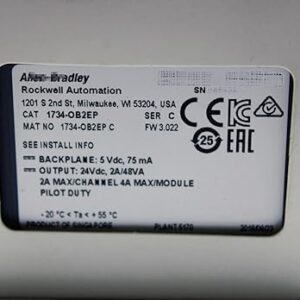 Allen-Bradley
Rockwell Automation SN
1201 S 2nd St, Milwaukee, WI 53204, USA
CAT 1734-OB2EP SER C
MAT NO 1734-OB2EP C FW 3.022
CE
25 EAC
SEE INSTALL INFO
BACKPLANE: 5 Vdc, 75 mA
OUTPUT: 24Vdc, 2A/48VA
2A MAX/CHANNEL 4A MAX/MODULE
PILOT DUTY
- 20 °C < Ta < + 55 °C
PRODUCT OF SINGAPORE PLANT 5170